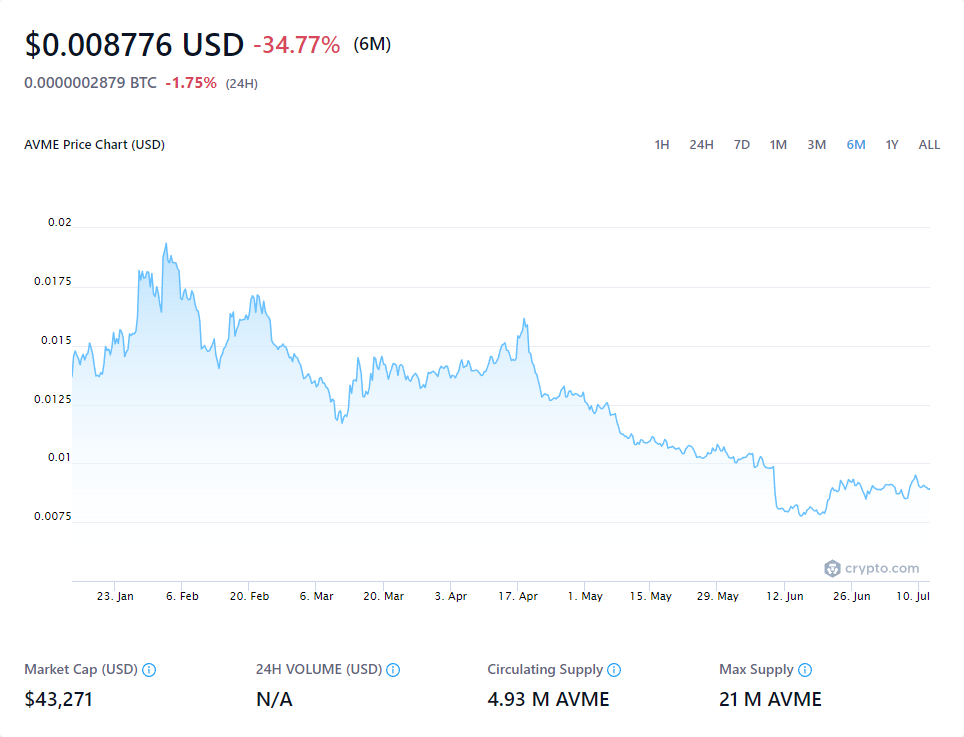 $0.008776 USD -34.77% (6M)
0.0000002879 BTC -1.75% (24H)
AVME Price Chart (USD) 1H 24H 7D 1M 3M 6M 1Y ALL
0.02
0.0175
0.015
0.0125
0.01
0.0075
crypto.com
23. Jan 6. Feb 20. Feb 6. Mar 20. Mar 3. Apr 17. Apr 1. May 15. May 29. May 12. Jun 26. Jun 10. Jul
Market Cap (USD) 24H VOLUME (USD) Circulating Supply Max Supply
$43,271 N/A 4.93 M AVME 21 M AVME